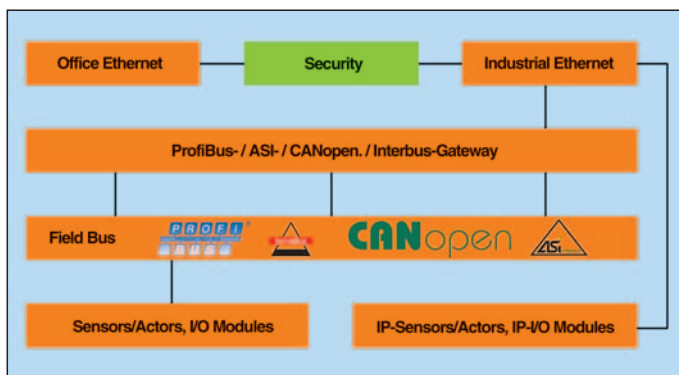 Office Ethernet
Security
Industrial Ethernet
ProfiBus- / ASI- / CANopen. / Interbus-Gateway
Field Bus
PROFI®
BUS
CANopen
ASi
Sensors/Actors, I/O Modules
IP-Sensors/Actors, IP-I/O Modules